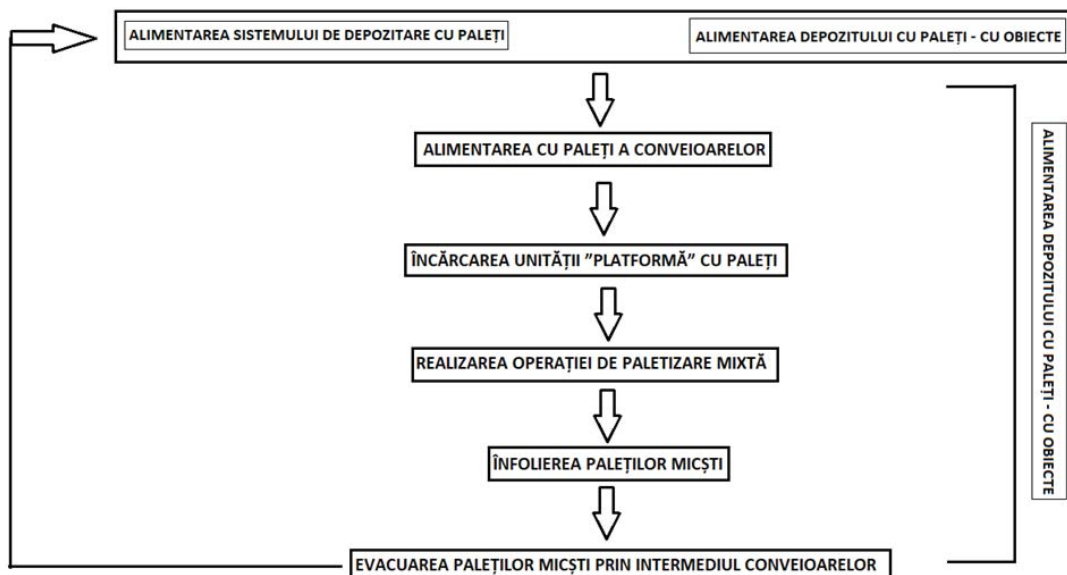 ALIMENTAREA SISTEMULUI DE DEPOZITARE CU PALEȚI
ALIMENTAREA DEPOZITULUI CU PALEȚI - CU OBIECTE
ALIMENTAREA CU PALEȚI A CONVEIOARELOR
ÎNCĂRCAREA UNITĂȚII ”PLATFORMĂ” CU PALEȚI
REALIZAREA OPERAȚIEI DE PALETIZARE MIXTĂ
ÎNFOLIEREA PALEȚILOR MICȘTI
EVACUAREA PALEȚILOR MICȘTI PRIN INTERMEDIUL CONVEIOARELOR
ALIMENTAREA DEPOZITULUI CU PALEȚI - CU OBIECTE